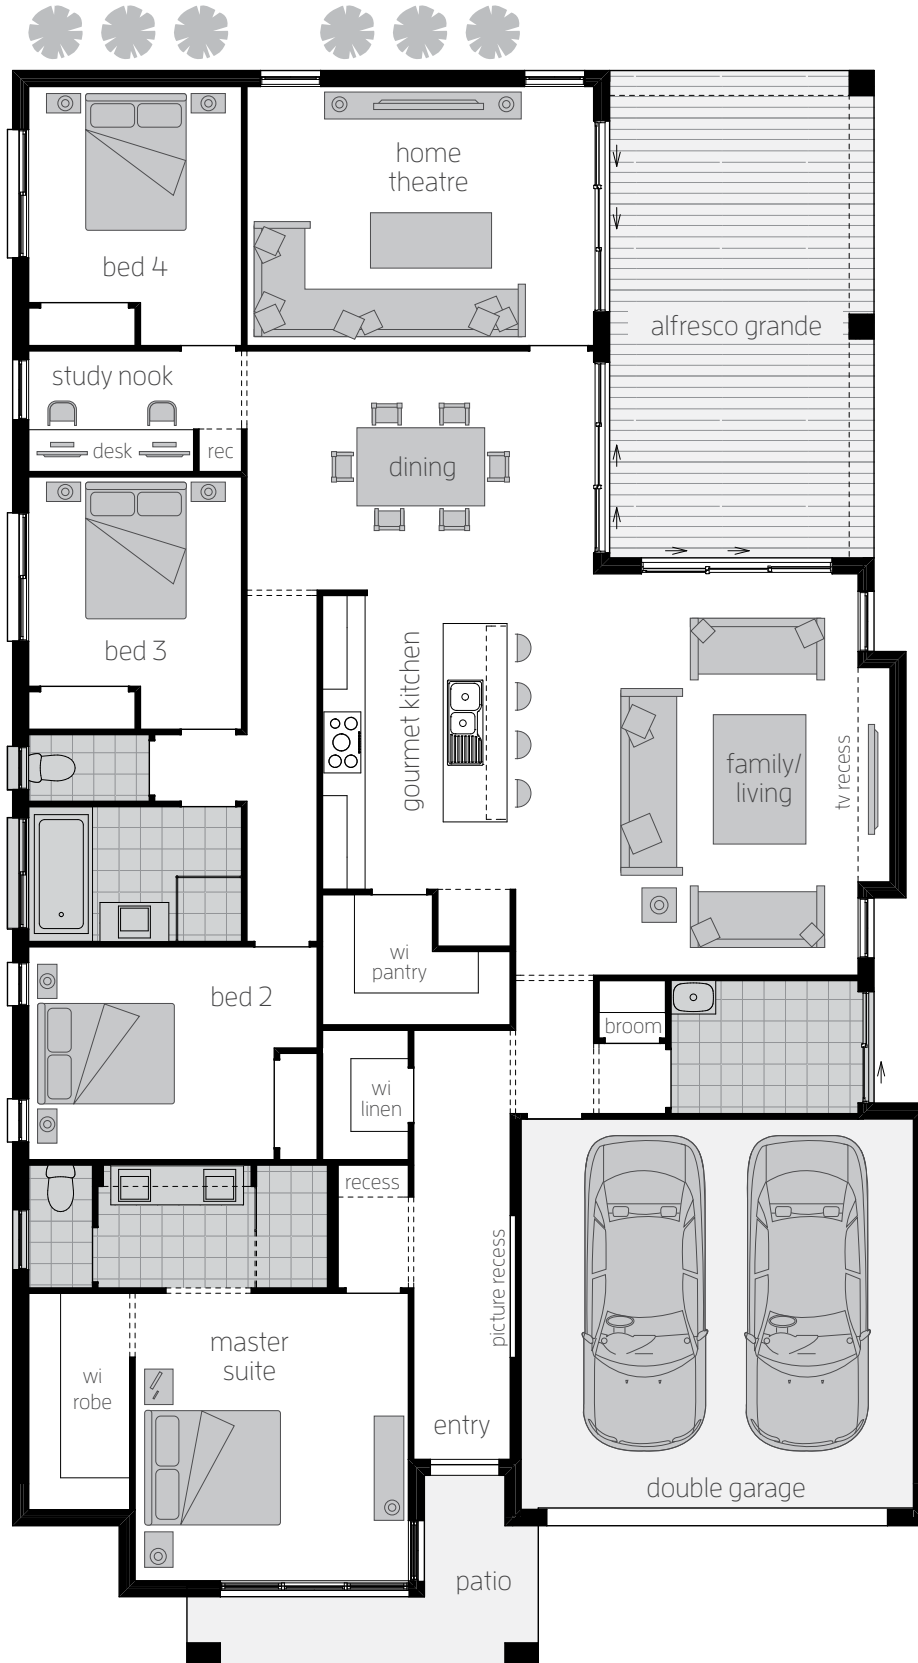 home
theatre
bed 4
alfresco grande
study nook
desk
rec
dining
bed 3
gourmet kitchen
family/
living
tv recess
wi
pantry
bed 2
broom
wi
linen
recess
picture recess
master
suite
wi
robe
entry
double garage
patio